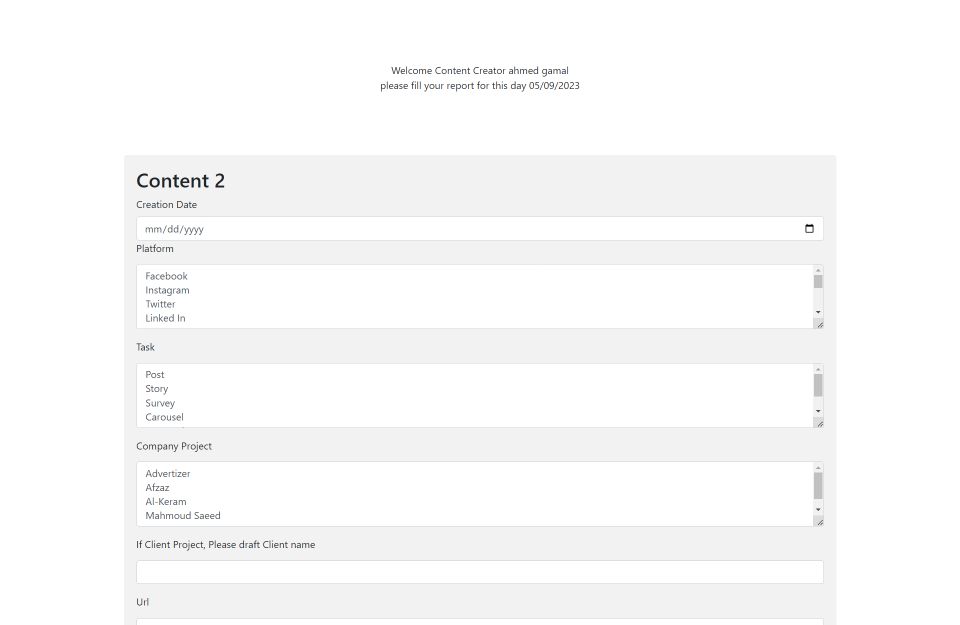 Welcome Content Creator ahmed gamal
please fill your report for this day 05/09/2023
Content 2
Creation Date
mm/dd/yyyy
Platform
Facebook
Instagram
Twitter
Linked In
Task
Post
Story
Survey
Carousel
Company Project
Advertizer
Afzaz
Al-Keram
Mahmoud Saeed
If Client Project, Please draft Client name
Url